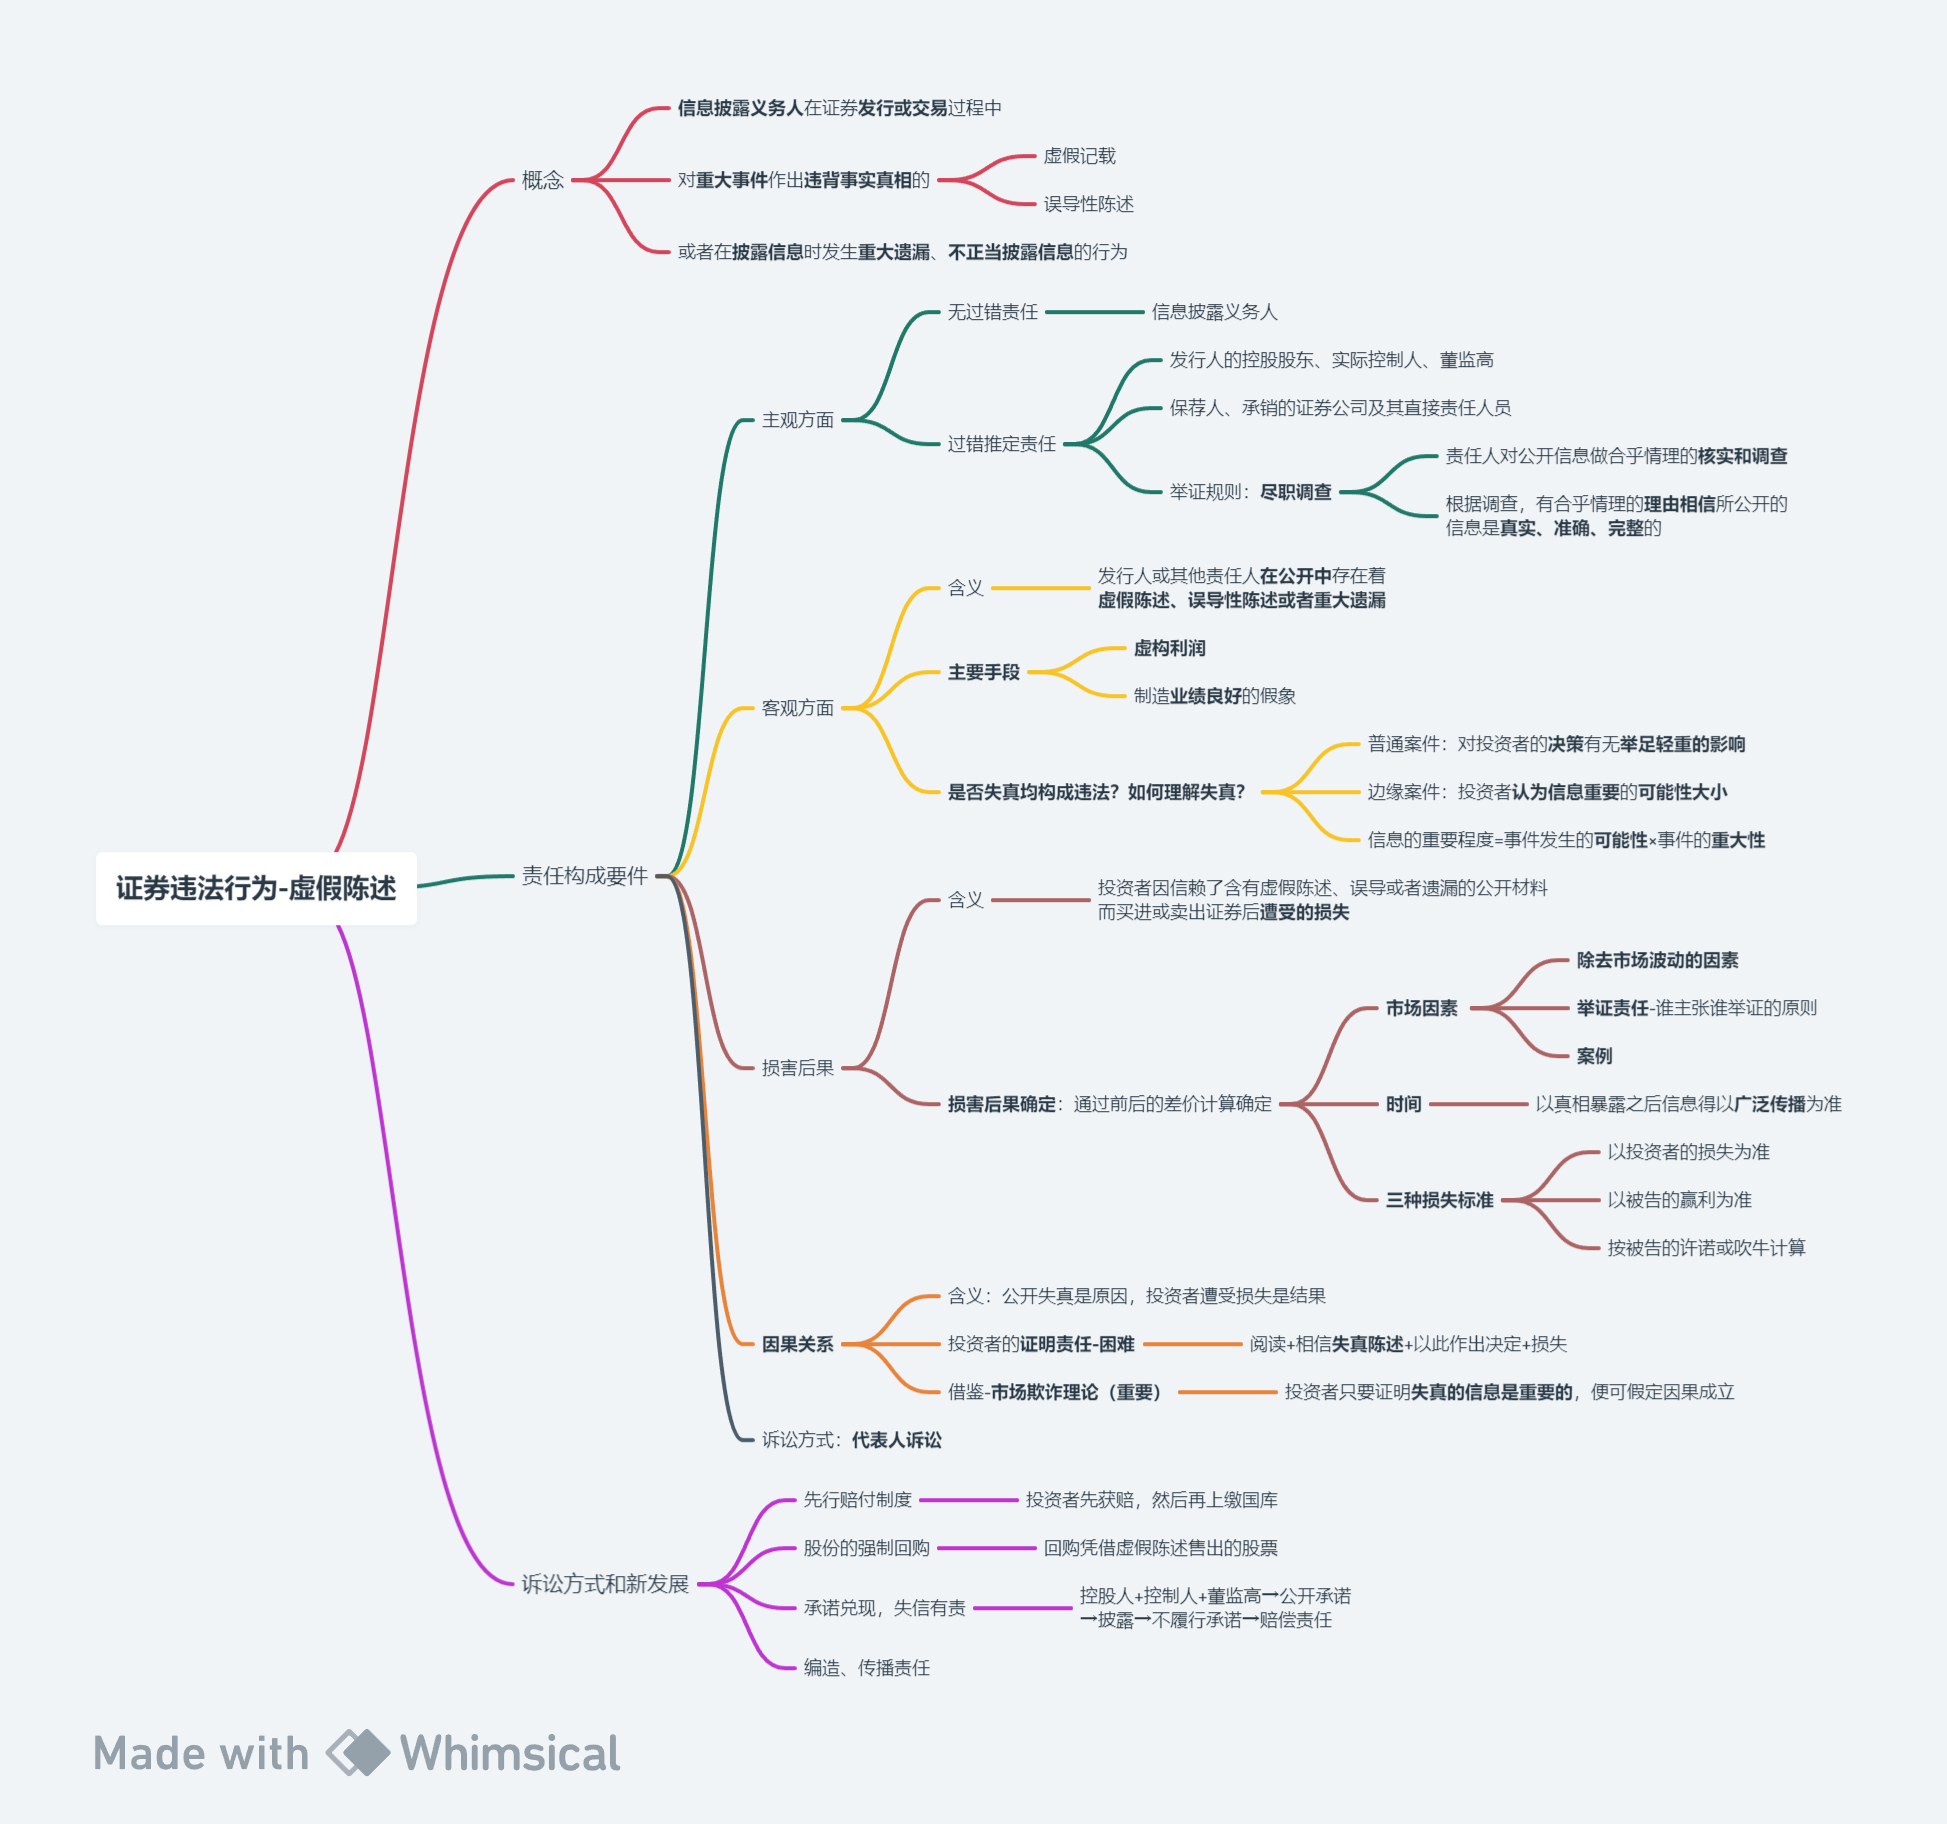 信息披露义务人在证券发行或交易过程中
虚假记载
概念
对重大事件作出违背事实真相的
误导性陈述
或者在披露信息时发生重大遗漏、不正当披露信息的行为
无过错责任
信息披露义务人
发行人的控股股东、实际控制人、董监高
保荐人、承销的证券公司及其直接责任人员
主观方面
过错推定责任
责任人对公开信息做合乎情理的核实和调查
举证规则：尽职调查
根据调查，有合乎情理的理由相信所公开的
信息是真实、准确、完整的
含义
发行人或其他责任人在公开中存在着
虚假陈述、误导性陈述或者重大遗漏
虚构利润
主要手段
制造业绩良好的假象
客观方面
普通案件：对投资者的决策有无举足轻重的影响
是否失真均构成违法？如何理解失真？
边缘案件：投资者认为信息重要的可能性大小
信息的重要程度=事件发生的可能性×事件的重大性
证券违法行为-虚假陈述
责任构成要件
含义
投资者因信赖了含有虚假陈述、误导或者遗漏的公开材料
而买进或卖出证券后遭受的损失
除去市场波动的因素
市场因素
举证责任-谁主张谁举证的原则
案例
损害后果
损害后果确定：通过前后的差价计算确定
时间
以真相暴露之后信息得以广泛传播为准
以投资者的损失为准
三种损失标准
以被告的赢利为准
按被告的许诺或吹牛计算
含义：公开失真是原因，投资者遭受损失是结果
因果关系
投资者的证明责任-困难
阅读+相信失真陈述+以此作出决定+损失
借鉴-市场欺诈理论（重要）
投资者只要证明失真的信息是重要的，便可假定因果成立
诉讼方式：代表人诉讼
先行赔付制度
投资者先获赔，然后再上缴国库
股份的强制回购
回购凭借虚假陈述售出的股票
诉讼方式和新发展
承诺兑现，失信有责
控股人+控制人+董监高→公开承诺
→披露→不履行承诺→赔偿责任
编造、传播责任
Made with Whimsical